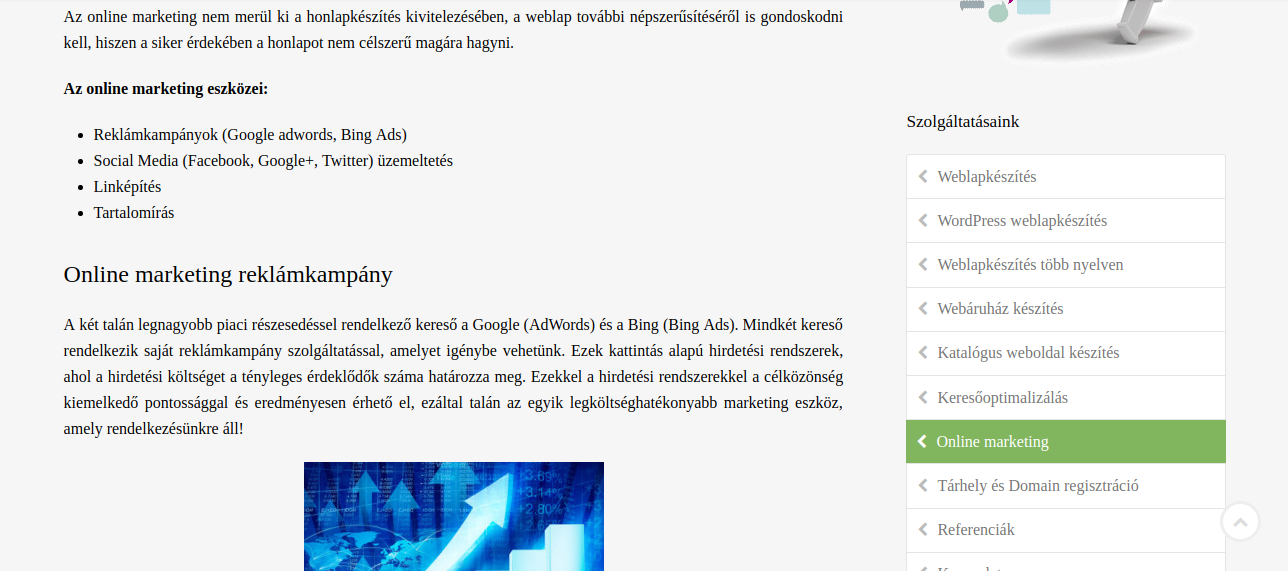 Az online marketing nem merül ki a honlapkészítés kivitelezésében, a weblap további népszerűsítéséről is gondoskodni
kell, hiszen a siker érdekében a honlapot nem célszerű magára hagyni.
Az online marketing eszközei:
Reklámkampányok (Google adwords, Bing Ads)
Social Media (Facebook, Google+, Twitter) üzemeltetés
Linképítés
Tartalomírás
Online marketing reklámkampány
A két talán legnagyobb piaci részesedéssel rendelkező kereső a Google (AdWords) és a Bing (Bing Ads). Mindkét kereső
rendelkezik saját reklámkampány szolgáltatással, amelyet igénybe vehetünk. Ezek kattintás alapú hirdetési rendszerek,
ahol a hirdetési költséget a tényleges érdeklődők száma határozza meg. Ezekkel a hirdetési rendszerekkel a célközönség
kiemelkedő pontossággal és eredményesen érhető el, ezáltal talán az egyik legköltséghatékonyabb marketing eszköz,
amely rendelkezésünkre áll!
+3.69%
+3.14%
+2.80%
Szolgáltatásaink
Weblapkészítés
WordPress weblapkészítés
Weblapkészítés több nyelven
Webáruház készítés
Katalógus weboldal készítés
Keresőoptimalizálás
Online marketing
Tárhely és Domain regisztráció
Referenciák